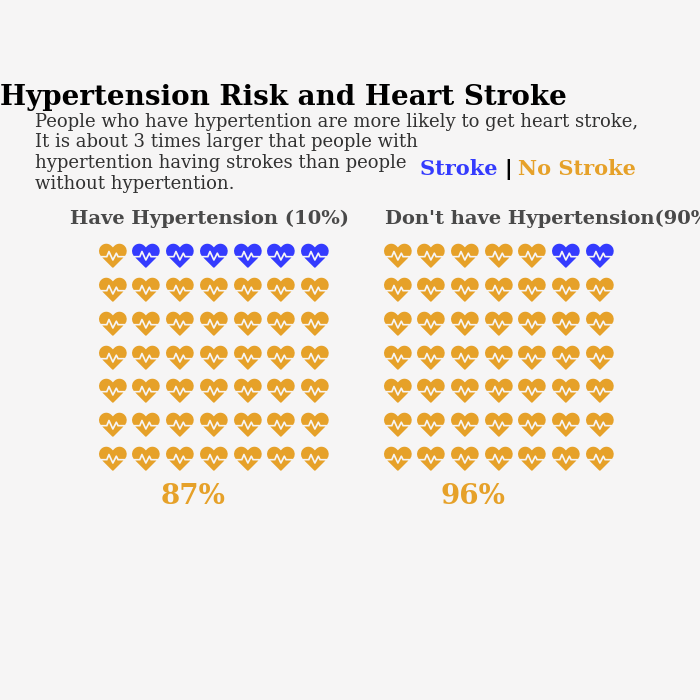 Hypertension Risk and Heart Stroke
People who have hypertention are more likely to get heart stroke,
It is about 3 times larger that people with
hypertention having strokes than people
without hypertention.
Stroke | No Stroke
Have Hypertension (10%)
Don't have Hypertension(90%
87%
96%